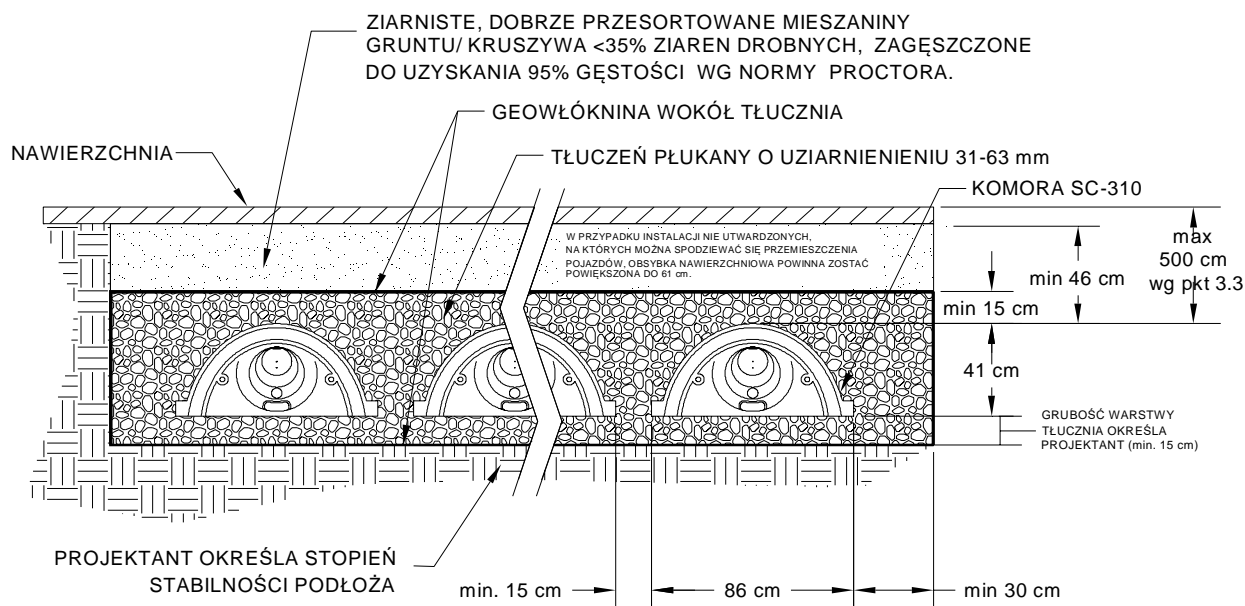 ZIARNISTE, DOBRZE PRZESORTOWANE MIESZANINY
GRUNTU/ KRUSZYWA <35% ZIAREN DROBNYCH, ZAGĘSZCZONE
DO UZYSKANIA 95% GĘSTOŚCI WG NORMY PROCTORA.
GEOWŁÓKNINA WOKÓŁ TŁUCZNIA
NAWIERZCHNIA
TŁUCZEŃ PŁUKANY O UZIARNIENIENIU 31-63 mm
KOMORA SC-310
W PRZYPADKU INSTALACJI NIE UTWARDZONYCH,
NA KTÓRYCH MOŻNA SPODZIEWAĆ SIĘ PRZEMIESZCZENIA
POJAZDÓW, OBSYBKA NAWIERZCHNIOWA POWINNA ZOSTAĆ
POWIĘKSZONA DO 61 cm.
max
500 cm
wg pkt 3.3
min 46 cm
min 15 cm
41 cm
GRUBOŚĆ WARSTWY
TŁUCZNIA OKREŚLA
PROJEKTANT (min. 15 cm)
PROJEKTANT OKREŚLA STOPIEŃ
STABILNOŚCI PODŁOŻA
min. 15 cm
86 cm
min 30 cm